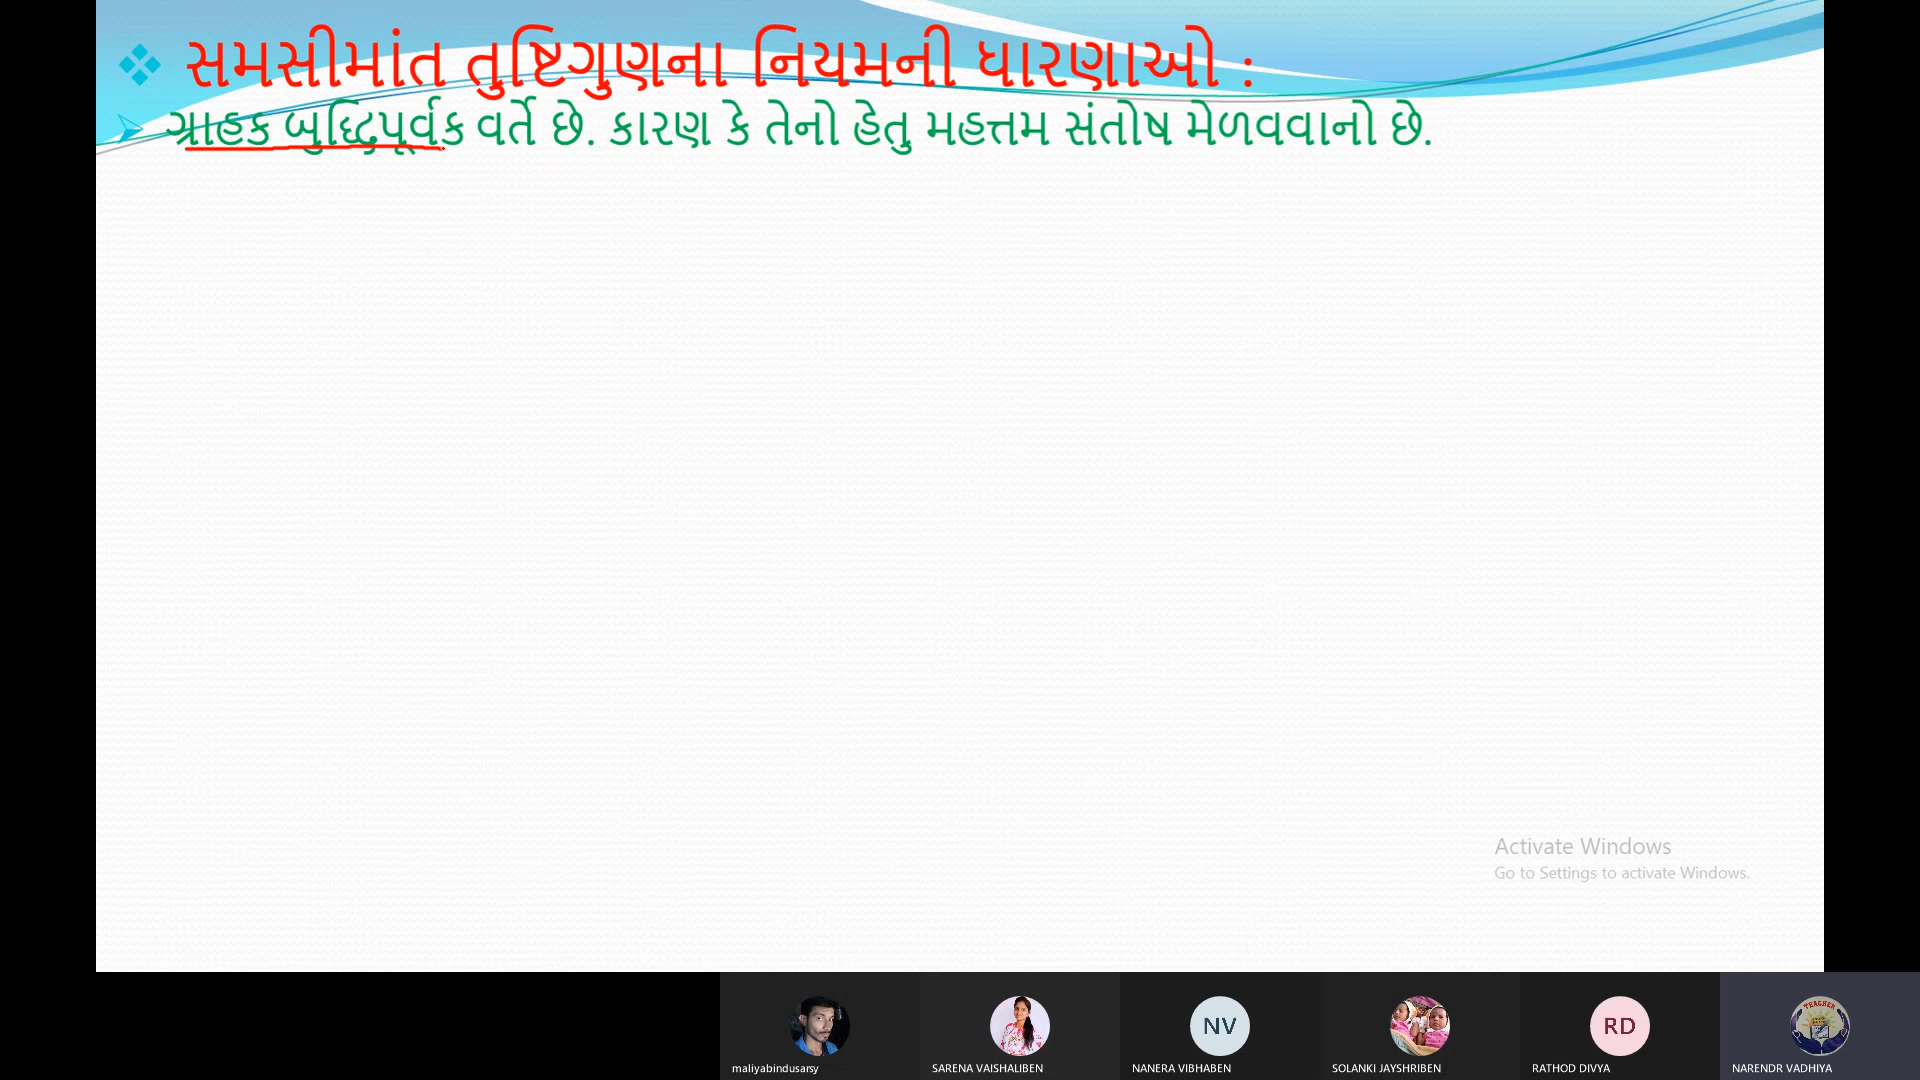 સમસીમાંત તુષ્ટિગુણના નિયમની ધારણાઓ :
ગ્રાહક બુદ્ધિપૂર્વક વર્તે છે. કારણ કે તેનો હેતુ મહત્તમ સંતોષ મેળવવાનો છે.
Activate Windows
Go to Settings to activate Windows.
NV
RD
TEACHER
maliyabindusarsy
SARENA VAISHALIBEN
NANERA VIBHABEN
SOLANKI JAYSHRIBEN
RATHOD DIVYA
NARENDR VADHIYA